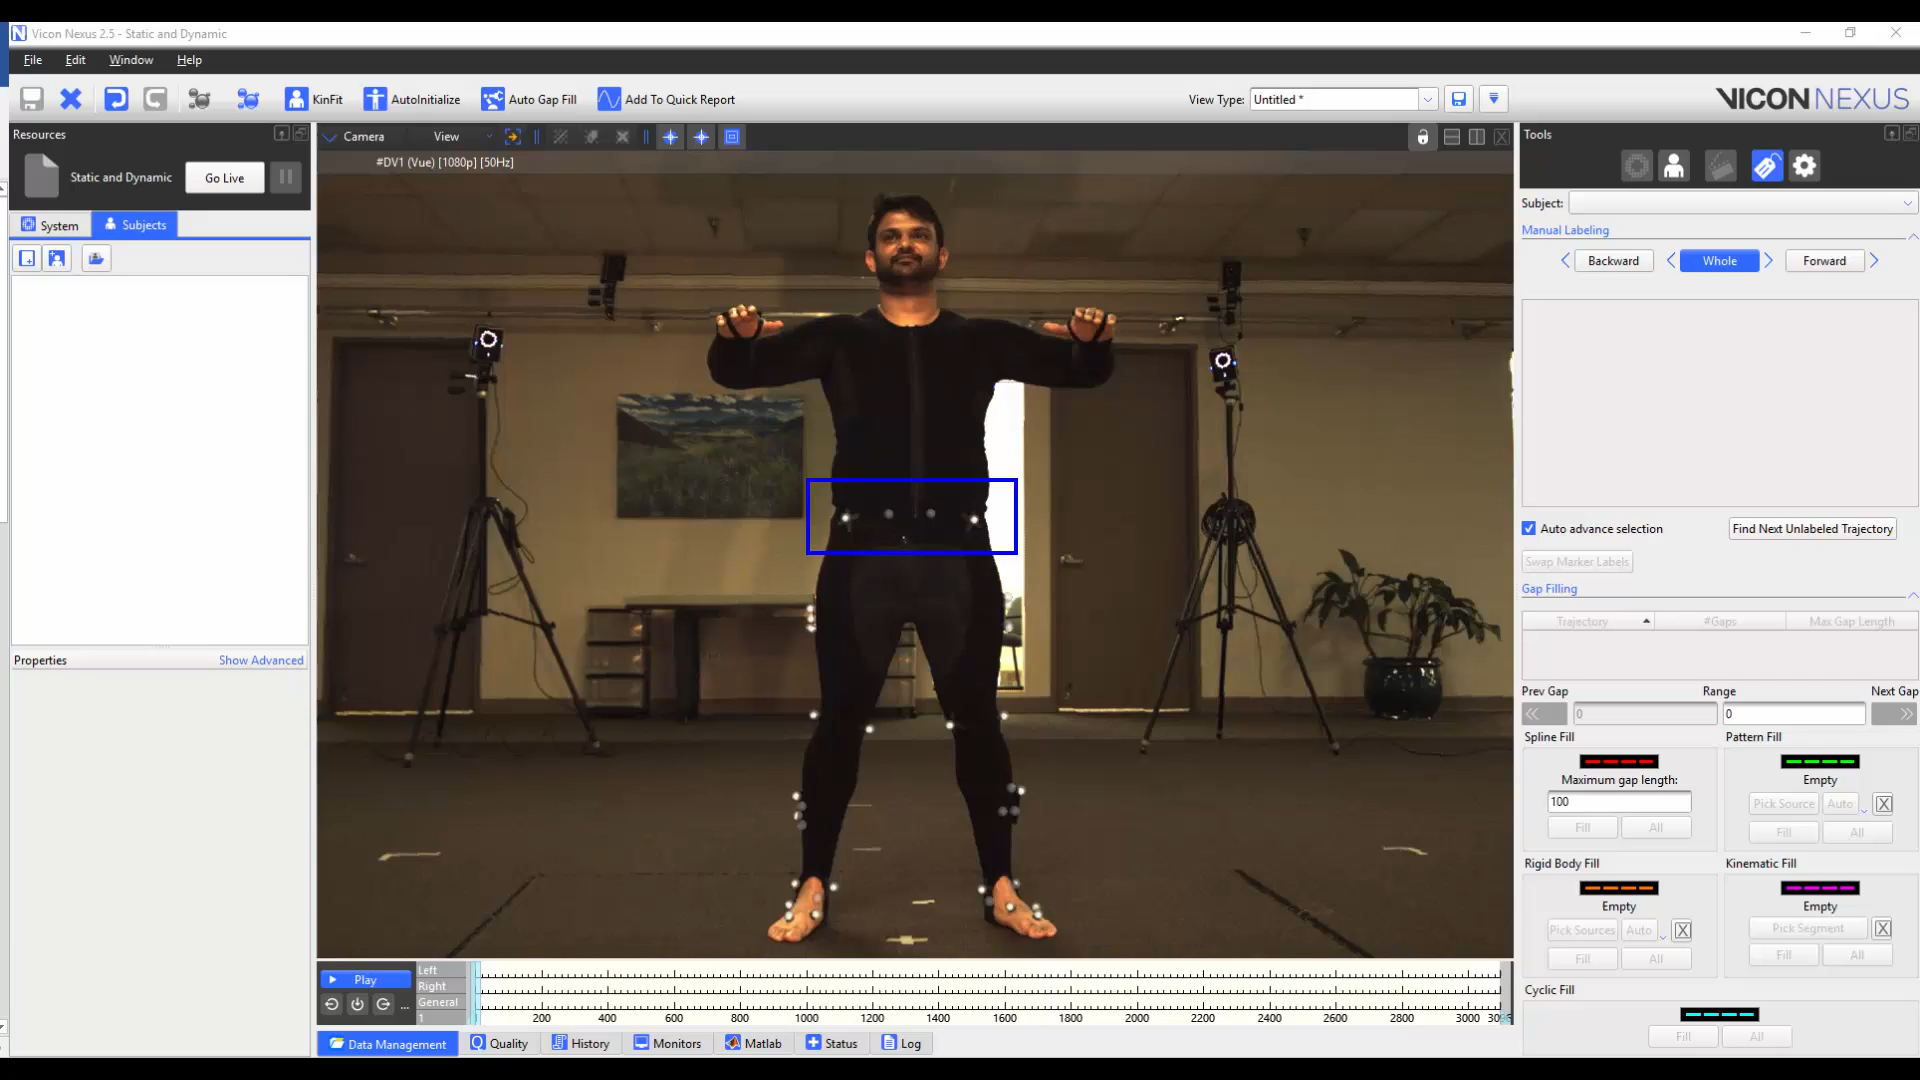 Vicon Nexus 2.5 - Static and Dynamic
File Edit Window Help
KinFit AutoInitialize Auto Gap Fill Add To Quick Report View Type: Untitled * VICON NEXUS
Resources Camera View Tools
#DV1 (Vue) [1080p] [50Hz]
Static and Dynamic Go Live
Subject:
System Subjects
Manual Labeling
Backward Whole Forward
Auto advance selection Find Next Unlabeled Trajectory
Swap Marker Labels
Gap Filling
Trajectory #Gaps Max Gap Length
Properties Show Advanced
Prev Gap Range Next Gap
0 0
Spline Fill Pattern Fill
Maximum gap length: Empty
100 Pick Source Auto X
Fill All Fill All
Rigid Body Fill Kinematic Fill
Empty Empty
Pick Sources Auto X Pick Segment X
Fill All Fill All
Cyclic Fill
Fill All
Play Left
Right
... General
1 200 400 600 800 1000 1200 1400 1600 1800 2000 2200 2400 2600 2800 3000
Data Management Quality History Monitors Matlab Status Log